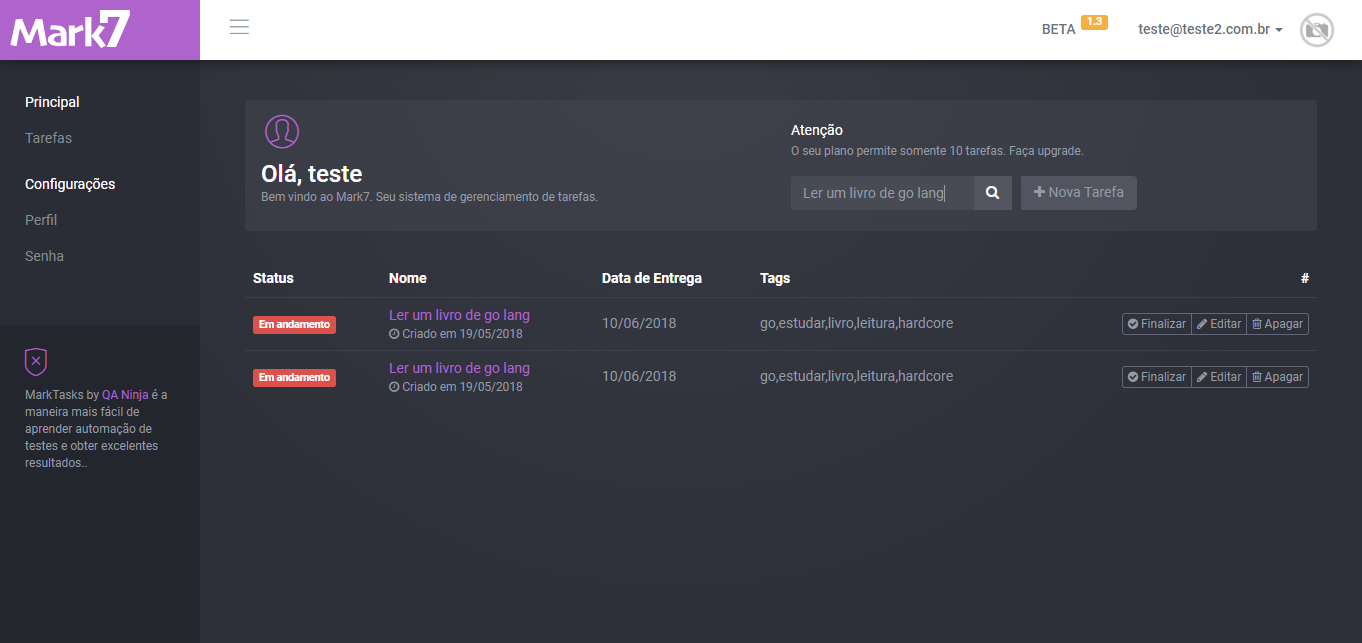 Mark7
BETA 1.3
teste@teste2.com.br
Principal
Tarefas
Configurações
Perfil
Senha
MarkTasks by QA Ninja é a
maneira mais fácil de
aprender automação de
testes e obter excelentes
resultados..
Olá, teste
Bem vindo ao Mark7. Seu sistema de gerenciamento de tarefas.
Atenção
O seu plano permite somente 10 tarefas. Faça upgrade.
Ler um livro de go lang
Nova Tarefa
Status Nome Data de Entrega Tags #
Em andamento Ler um livro de go lang 10/06/2018 go,estudar,livro,leitura,hardcore Finalizar Editar Apagar
Criado em 19/05/2018
Em andamento Ler um livro de go lang 10/06/2018 go,estudar,livro,leitura,hardcore Finalizar Editar Apagar
Criado em 19/05/2018